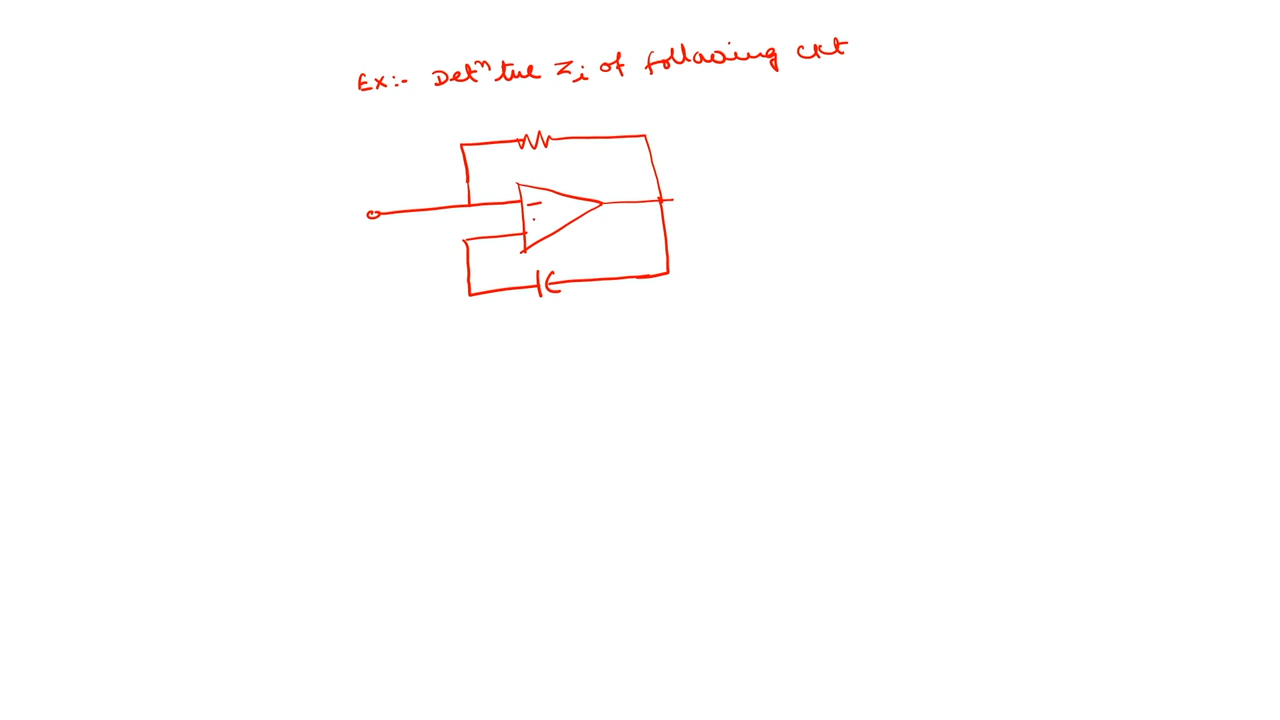 Ex:- Detⁿ the Zi of following ckt